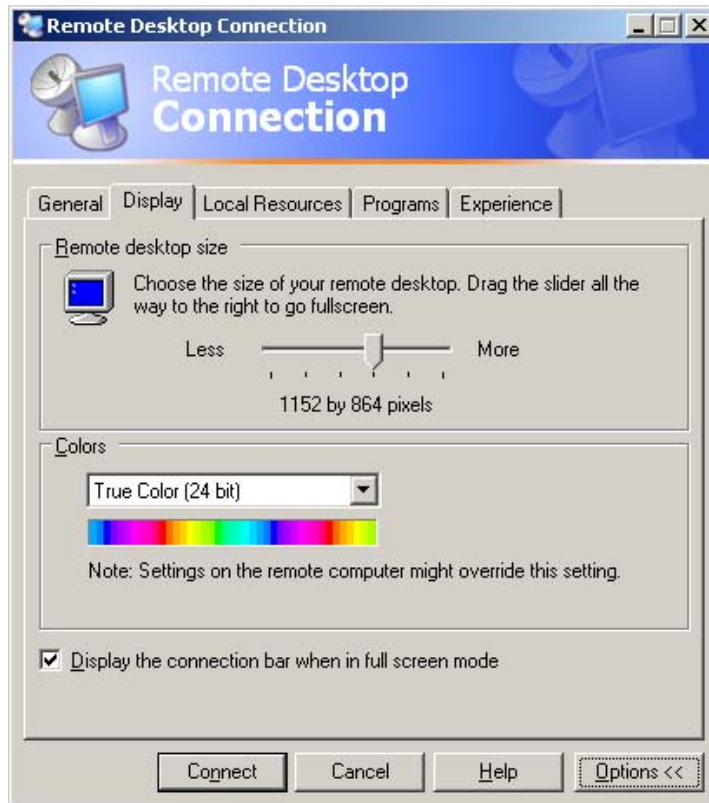 Remote Desktop Connection
Remote Desktop
Connection
General Display Local Resources Programs Experience
Remote desktop size
Choose the size of your remote desktop. Drag the slider all the
way to the right to go fullscreen.
Less More
1152 by 864 pixels
Colors
True Color (24 bit)
Note: Settings on the remote computer might override this setting.
Display the connection bar when in full screen mode
Connect Cancel Help Options <<